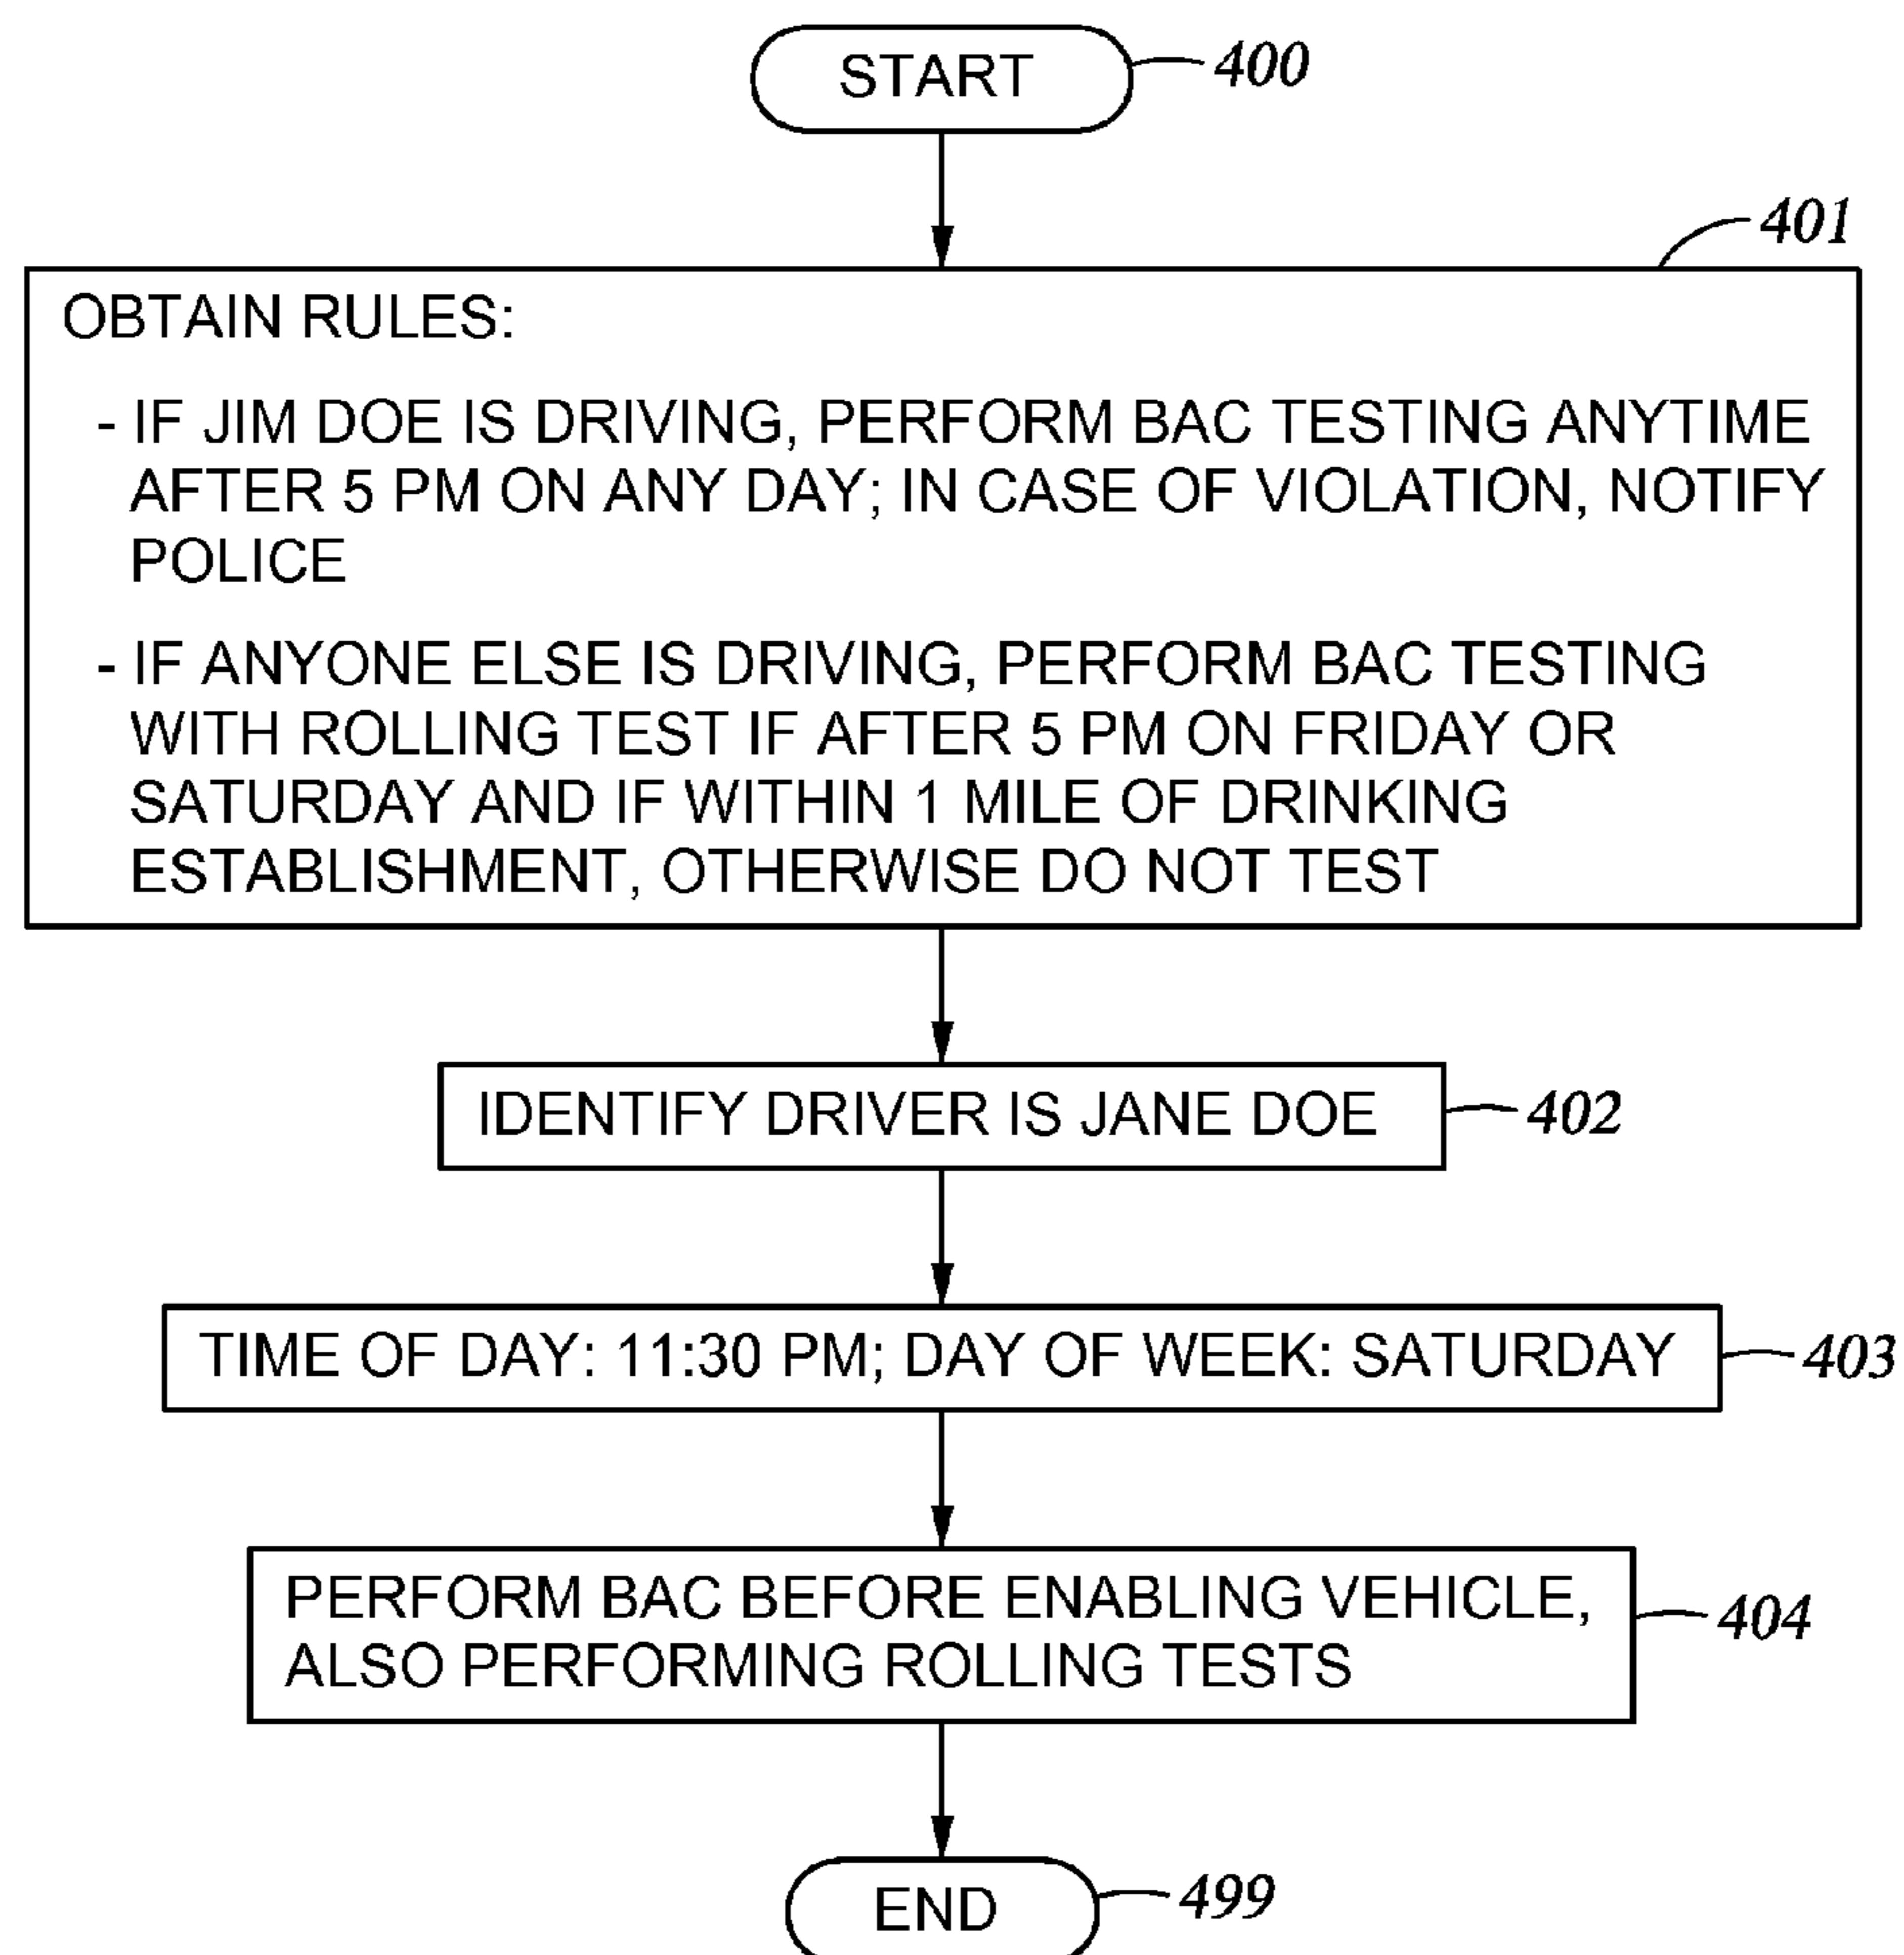 START
400
401
OBTAIN RULES:
- IF JIM DOE IS DRIVING, PERFORM BAC TESTING ANYTIME
AFTER 5 PM ON ANY DAY; IN CASE OF VIOLATION, NOTIFY
POLICE
- IF ANYONE ELSE IS DRIVING, PERFORM BAC TESTING
WITH ROLLING TEST IF AFTER 5 PM ON FRIDAY OR
SATURDAY AND IF WITHIN 1 MILE OF DRINKING
ESTABLISHMENT, OTHERWISE DO NOT TEST
IDENTIFY DRIVER IS JANE DOE
402
TIME OF DAY: 11:30 PM; DAY OF WEEK: SATURDAY
403
PERFORM BAC BEFORE ENABLING VEHICLE,
ALSO PERFORMING ROLLING TESTS
404
END
499